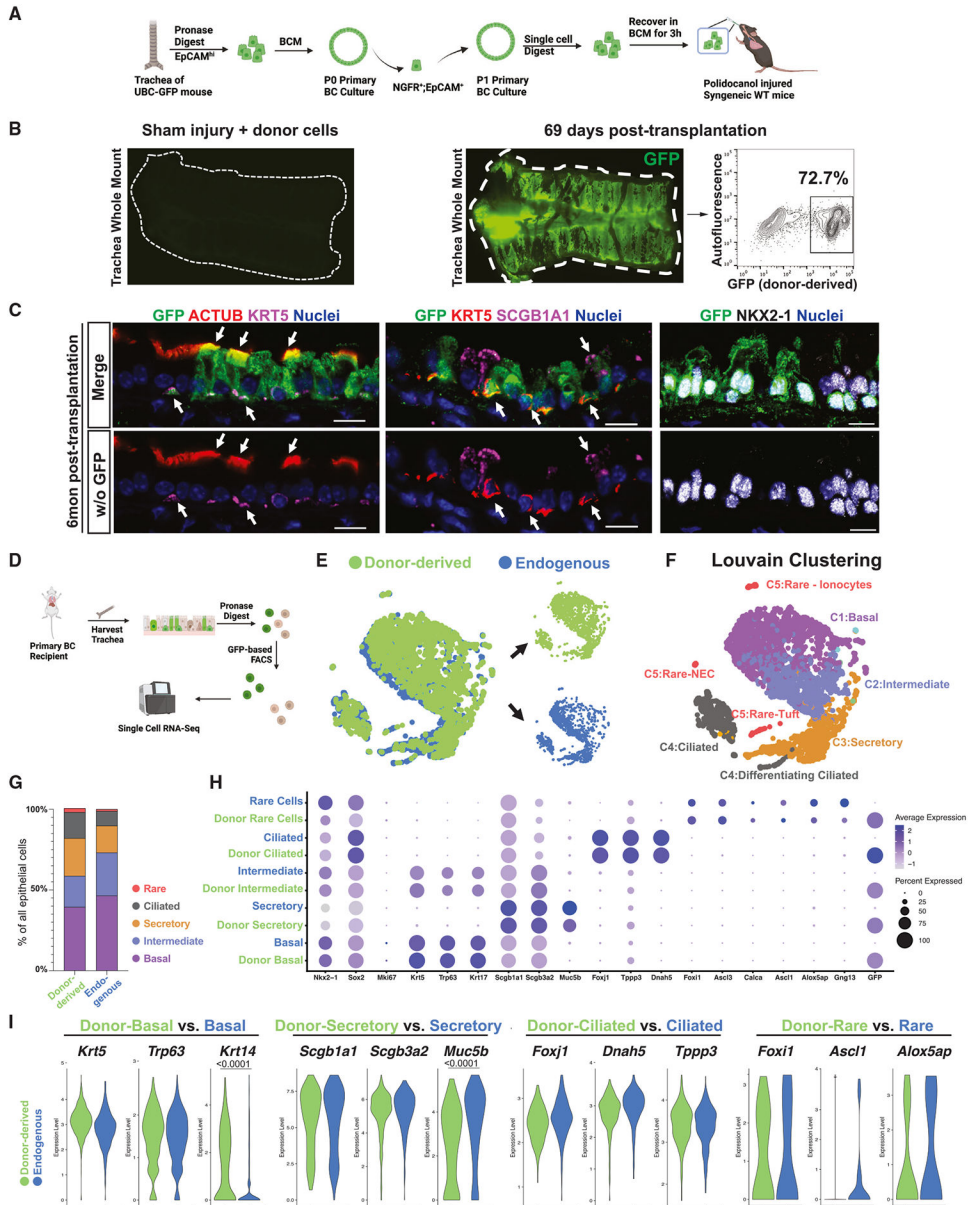 A
Trachea of
UBC-GFP mouse
Pronase
Digest
EpCAMhi
BCM
P0 Primary
BC Culture
NGFR+;EpCAM+
P1 Primary
BC Culture
Single cell
Digest
Recover in
BCM for 3h
Polidocanol injured
Syngeneic WT mice
B
Sham injury + donor cells
Trachea Whole Mount
69 days post-transplantation
Trachea Whole Mount
GFP
72.7%
Autofluorescence
GFP (donor-derived)
C
GFP ACTUB KRT5 Nuclei
GFP KRT5 SCGB1A1 Nuclei
GFP NKX2-1 Nuclei
6mon post-transplantation
Merge
w/o GFP
D
Primary BC
Recipient
Harvest
Trachea
Pronase
Digest
GFP-based
FACS
Single Cell RNA-Seq
E
Donor-derived
Endogenous
F
Louvain Clustering
C5:Rare - Ionocytes
C1:Basal
C5:Rare-NEC
C2:Intermediate
C5:Rare-Tuft
C4:Ciliated
C3:Secretory
C4:Differentiating Ciliated
G
% of all epithelial cells
100%
50%
0%
Donor-
derived
Endo-
genous
Rare
Ciliated
Secretory
Intermediate
Basal
H
Rare Cells
Donor Rare Cells
Ciliated
Donor Ciliated
Intermediate
Donor Intermediate
Secretory
Donor Secretory
Basal
Donor Basal
Nkx2-1 Sox2 Mki67 Krt5 Trp63 Krt17 Scgb1a1 Scgb3a2 Muc5b Foxj1 Tppp3 Dnah5 Foxi1 Ascl3 Calca Ascl1 Alox5ap Gng13 GFP
Average Expression
2
1
0
-1
Percent Expressed
0
25
50
75
100
I
Donor-derived
Endogenous
Donor-Basal vs. Basal
Krt5 Trp63 Krt14
<0.0001
Donor-Secretory vs. Secretory
Scgb1a1 Scgb3a2 Muc5b
<0.0001
Donor-Ciliated vs. Ciliated
Foxj1 Dnah5 Tppp3
Donor-Rare vs. Rare
Foxi1 Ascl1 Alox5ap
Expression Level